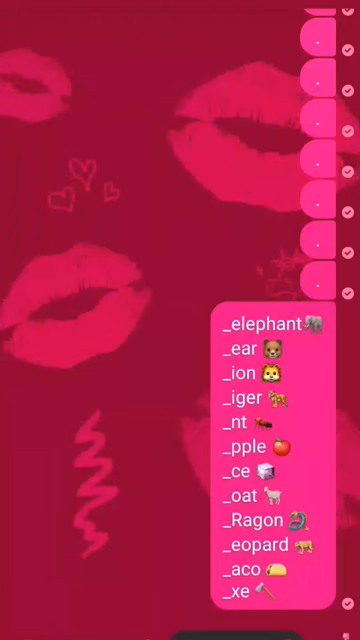 .
.
.
.
.
.
.
_elephant🐘
_ear 🐻
_ion 🦁
_iger 🐅
_nt 🐜
_pple 🍎
_ce 🧊
_oat 🐐
_Ragon 🐉
_eopard 🐆
_aco 🌮
_xe 🪓